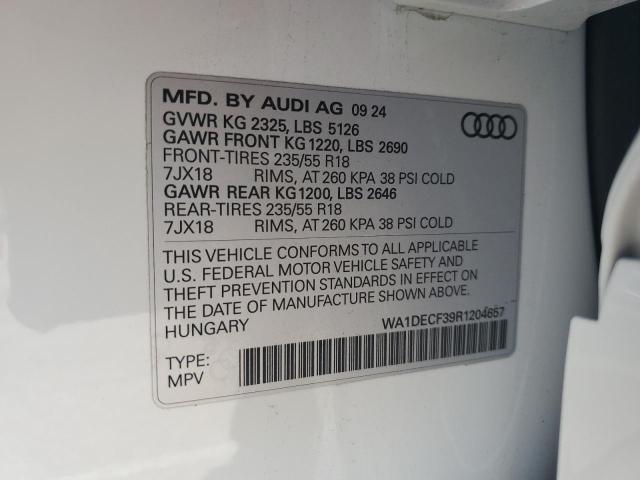 MFD. BY AUDI AG 09 24
GVWR KG 2325, LBS 5126
GAWR FRONT KG 1220, LBS 2690
FRONT-TIRES 235/55 R18
7JX18 RIMS, AT 260 KPA 38 PSI COLD
GAWR REAR KG 1200, LBS 2646
REAR-TIRES 235/55 R18
7JX18 RIMS, AT 260 KPA 38 PSI COLD
THIS VEHICLE CONFORMS TO ALL APPLICABLE
U.S. FEDERAL MOTOR VEHICLE SAFETY AND
THEFT PREVENTION STANDARDS IN EFFECT ON
THE DATE OF MANUFACTURE SHOWN ABOVE.
HUNGARY
WA1DECF39R1204657
TYPE:
MPV